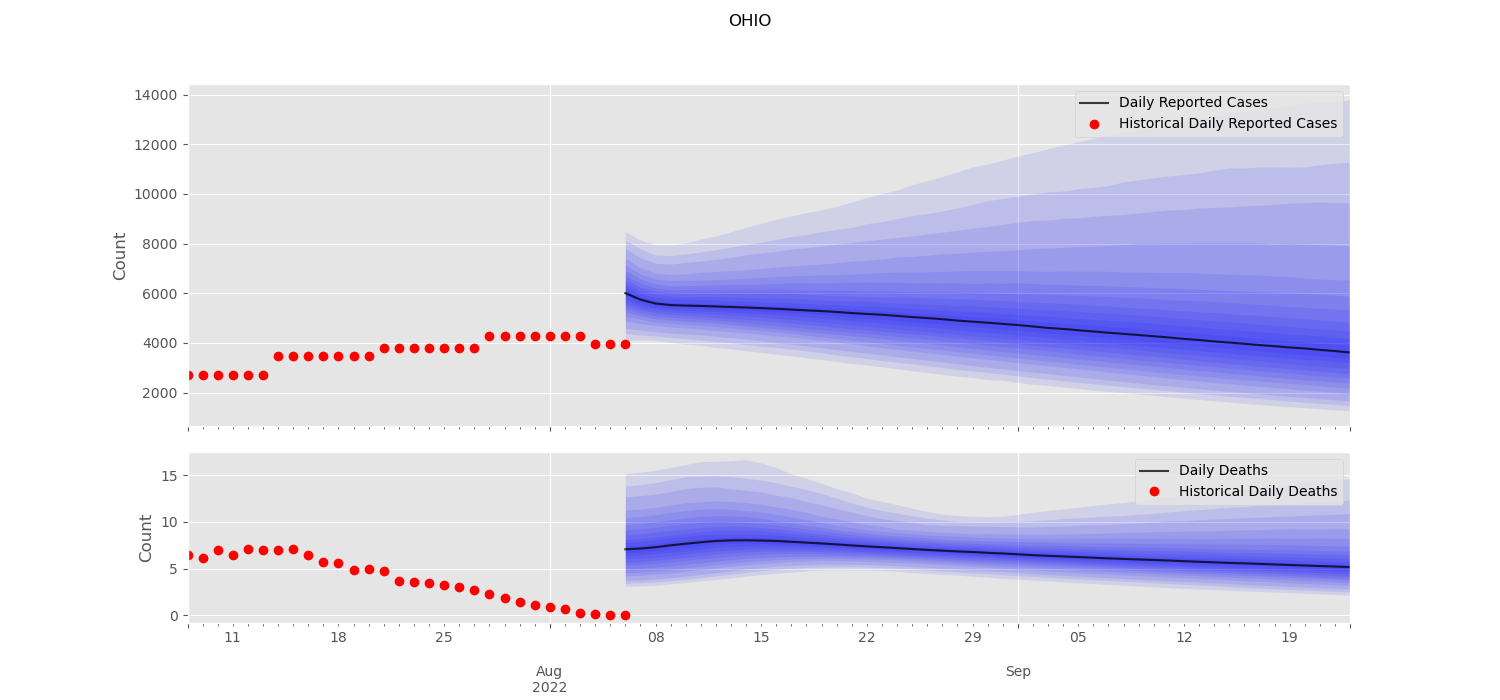 OHIO
14000
12000
10000
8000
6000
4000
2000
Count
Daily Reported Cases
Historical Daily Reported Cases
15
10
5
0
Count
Daily Deaths
Historical Daily Deaths
11 18 25 08 15 22 29 05 12 19
Aug Sep
2022